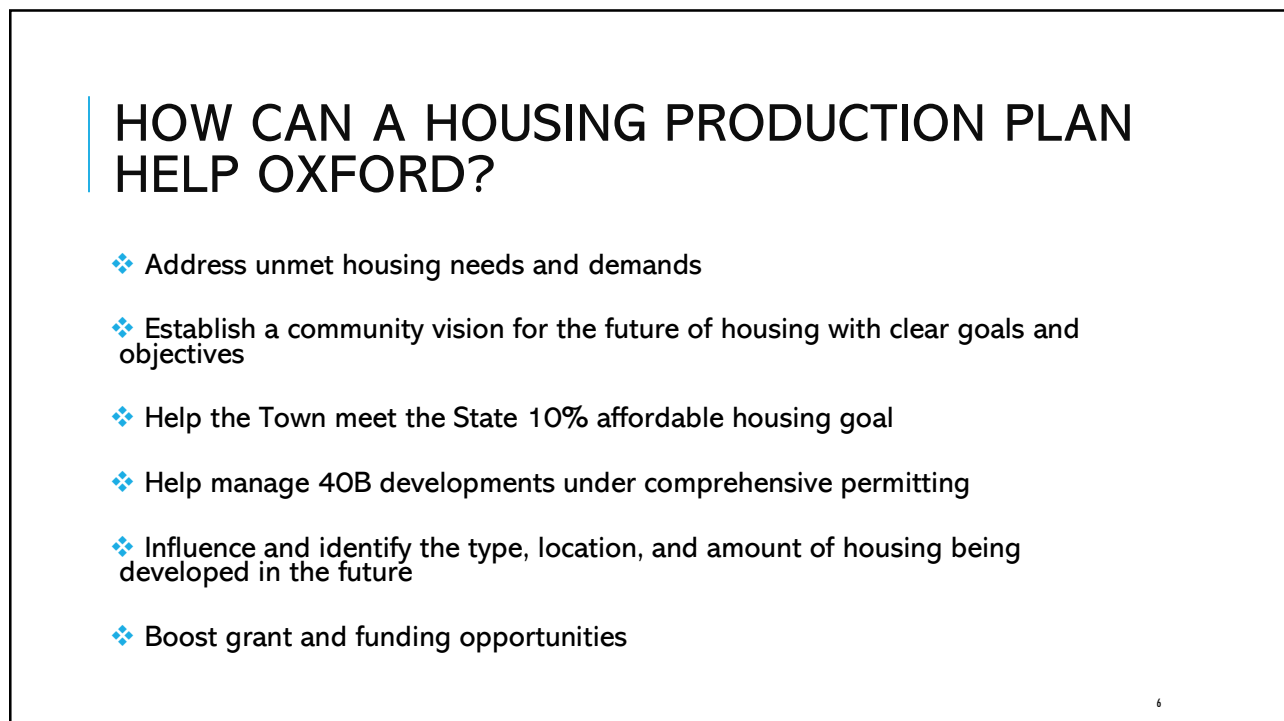 HOW CAN A HOUSING PRODUCTION PLAN
HELP OXFORD?
❖ Address unmet housing needs and demands
❖ Establish a community vision for the future of housing with clear goals and
objectives
❖ Help the Town meet the State 10% affordable housing goal
❖ Help manage 40B developments under comprehensive permitting
❖ Influence and identify the type, location, and amount of housing being
developed in the future
❖ Boost grant and funding opportunities
6